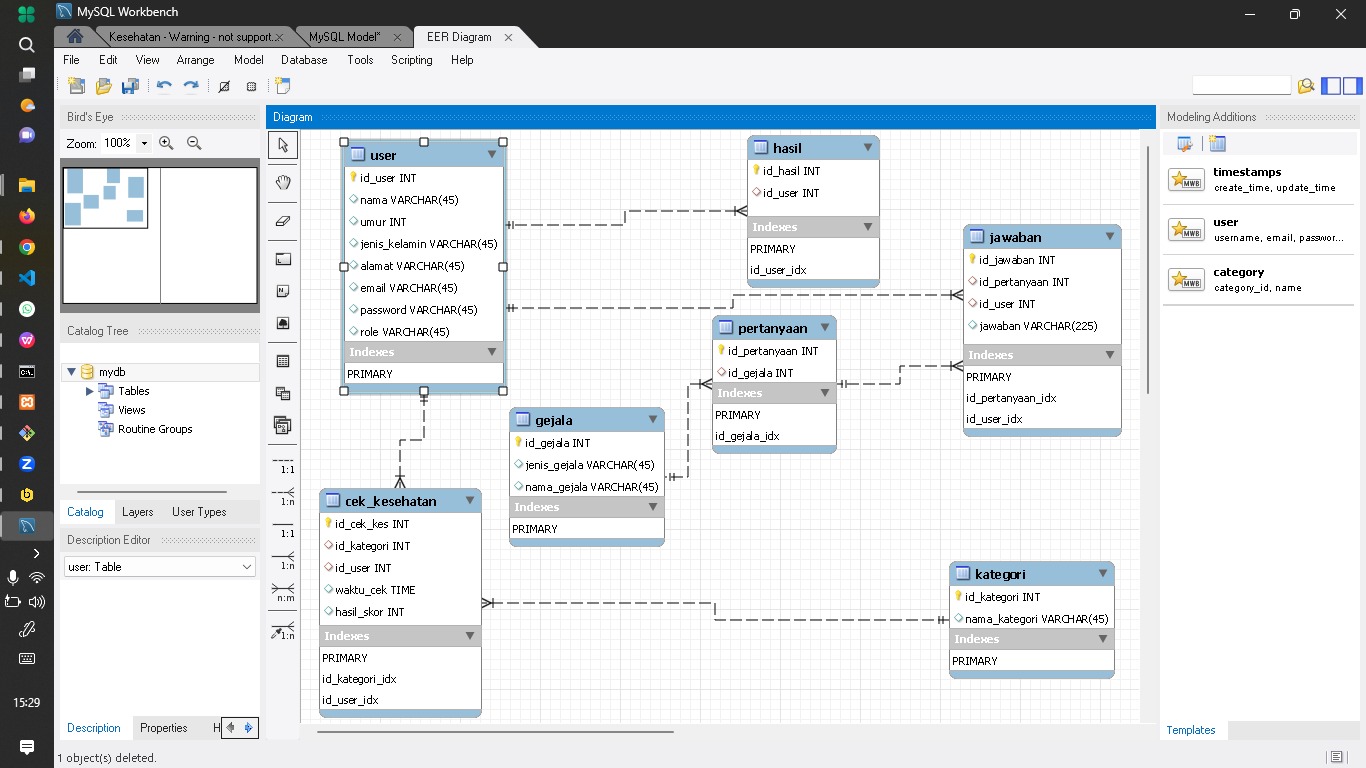 MySQL Workbench
Kesehatan - Warning - not support...
MySQL Model*
EER Diagram
File Edit View Arrange Model Database Tools Scripting Help
Bird's Eye
Zoom: 100%
Diagram
Modeling Additions
timestamps
create_time, update_time
user
username, email, passwor...
category
category_id, name
Templates
user
id_user INT
nama VARCHAR(45)
umur INT
jenis_kelamin VARCHAR(45)
alamat VARCHAR(45)
email VARCHAR(45)
password VARCHAR(45)
role VARCHAR(45)
Indexes
PRIMARY
hasil
id_hasil INT
id_user INT
Indexes
PRIMARY
id_user_idx
jawaban
id_jawaban INT
id_pertanyaan INT
id_user INT
jawaban VARCHAR(225)
Indexes
PRIMARY
id_pertanyaan_idx
id_user_idx
pertanyaan
id_pertanyaan INT
id_gejala INT
Indexes
PRIMARY
id_gejala_idx
gejala
id_gejala INT
jenis_gejala VARCHAR(45)
nama_gejala VARCHAR(45)
Indexes
PRIMARY
cek_kesehatan
id_cek_kes INT
id_kategori INT
id_user INT
waktu_cek TIME
hasil_skor INT
Indexes
PRIMARY
id_kategori_idx
id_user_idx
kategori
id_kategori INT
nama_kategori VARCHAR(45)
Indexes
PRIMARY
1:1
1:n
1:1
1:n
n:m
1:n
MWB
MWB
MWB
Catalog Tree
mydb
Tables
Views
Routine Groups
Catalog Layers User Types
Description Editor
user: Table
Description Properties H
15:29
1 object(s) deleted.